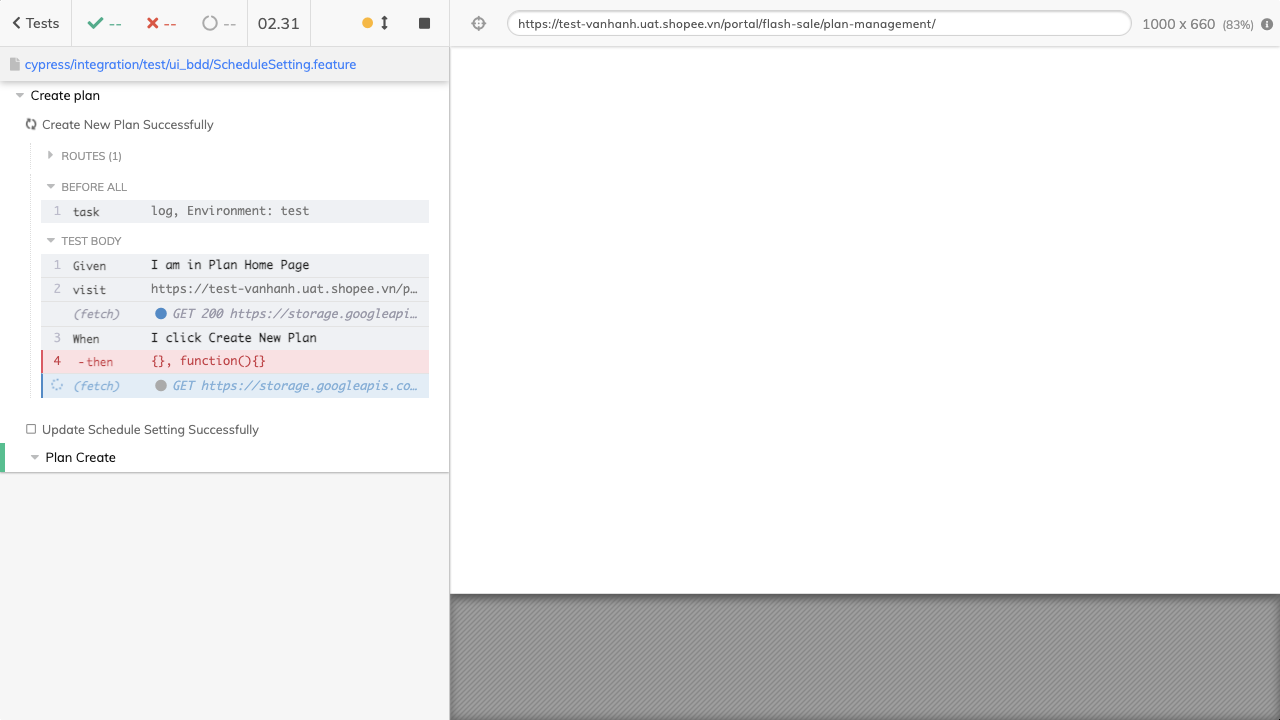 Tests -- -- -- 02.31 https://test-vanhanh.uat.shopee.vn/portal/flash-sale/plan-management/ 1000 x 660 (83%)
cypress/integration/test/ui_bdd/ScheduleSetting.feature
Create plan
Create New Plan Successfully
ROUTES (1)
BEFORE ALL
1 task log, Environment: test
TEST BODY
1 Given I am in Plan Home Page
2 visit https://test-vanhanh.uat.shopee.vn/p…
(fetch) GET 200 https://storage.googleapi…
3 When I click Create New Plan
4 -then {}, function(){}
(fetch) GET https://storage.googleapis.co…
Update Schedule Setting Successfully
Plan Create